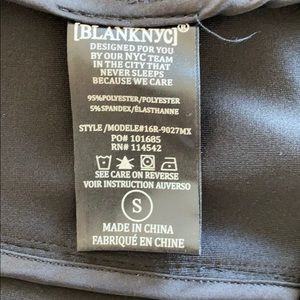 [BLANKNYC]®
DESIGNED FOR YOU
BY OUR NYC TEAM
IN THE CITY THAT
NEVER SLEEPS
BECAUSE WE CARE
95%POLYESTER/POLYESTER
5%SPANDEX/ÉLASTHANNE
STYLE /MODELE#16R-9027MX
PO# 101685
RN# 114542
SEE CARE ON REVERSE
VOIR INSTRUCTION AUVERSO
S
MADE IN CHINA
FABRIQUÉ EN CHINE